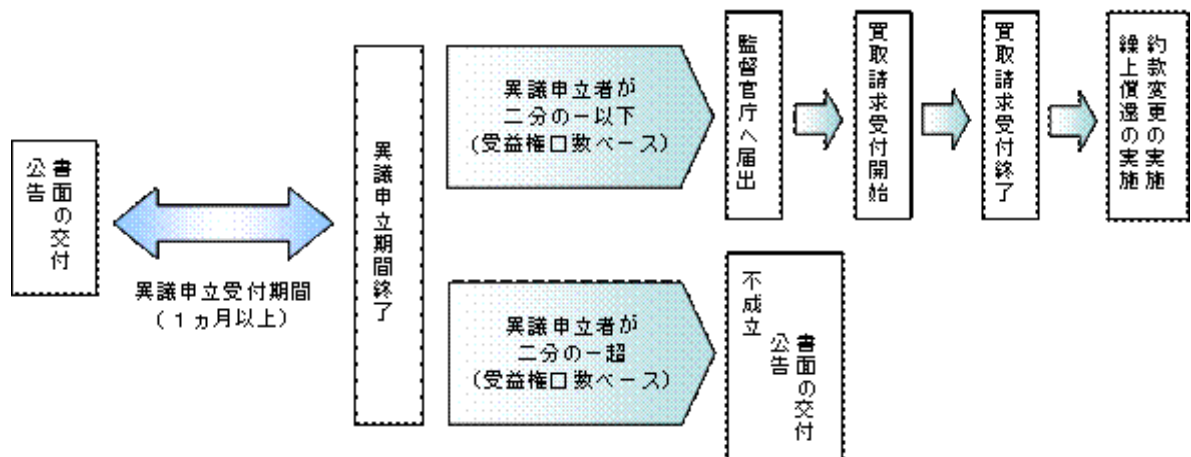 書面の交付
公告
異議申立受付期間
（１ヵ月以上）
異議申立期間終了
異議申立者が
二分の一以下
（受益権口数ベース）
監督官庁へ届出
買取請求受付開始
買取請求受付終了
約款変更の実施
繰上償還の実施
異議申立者が
二分の一超
（受益権口数ベース）
不成立
書面の交付
公告